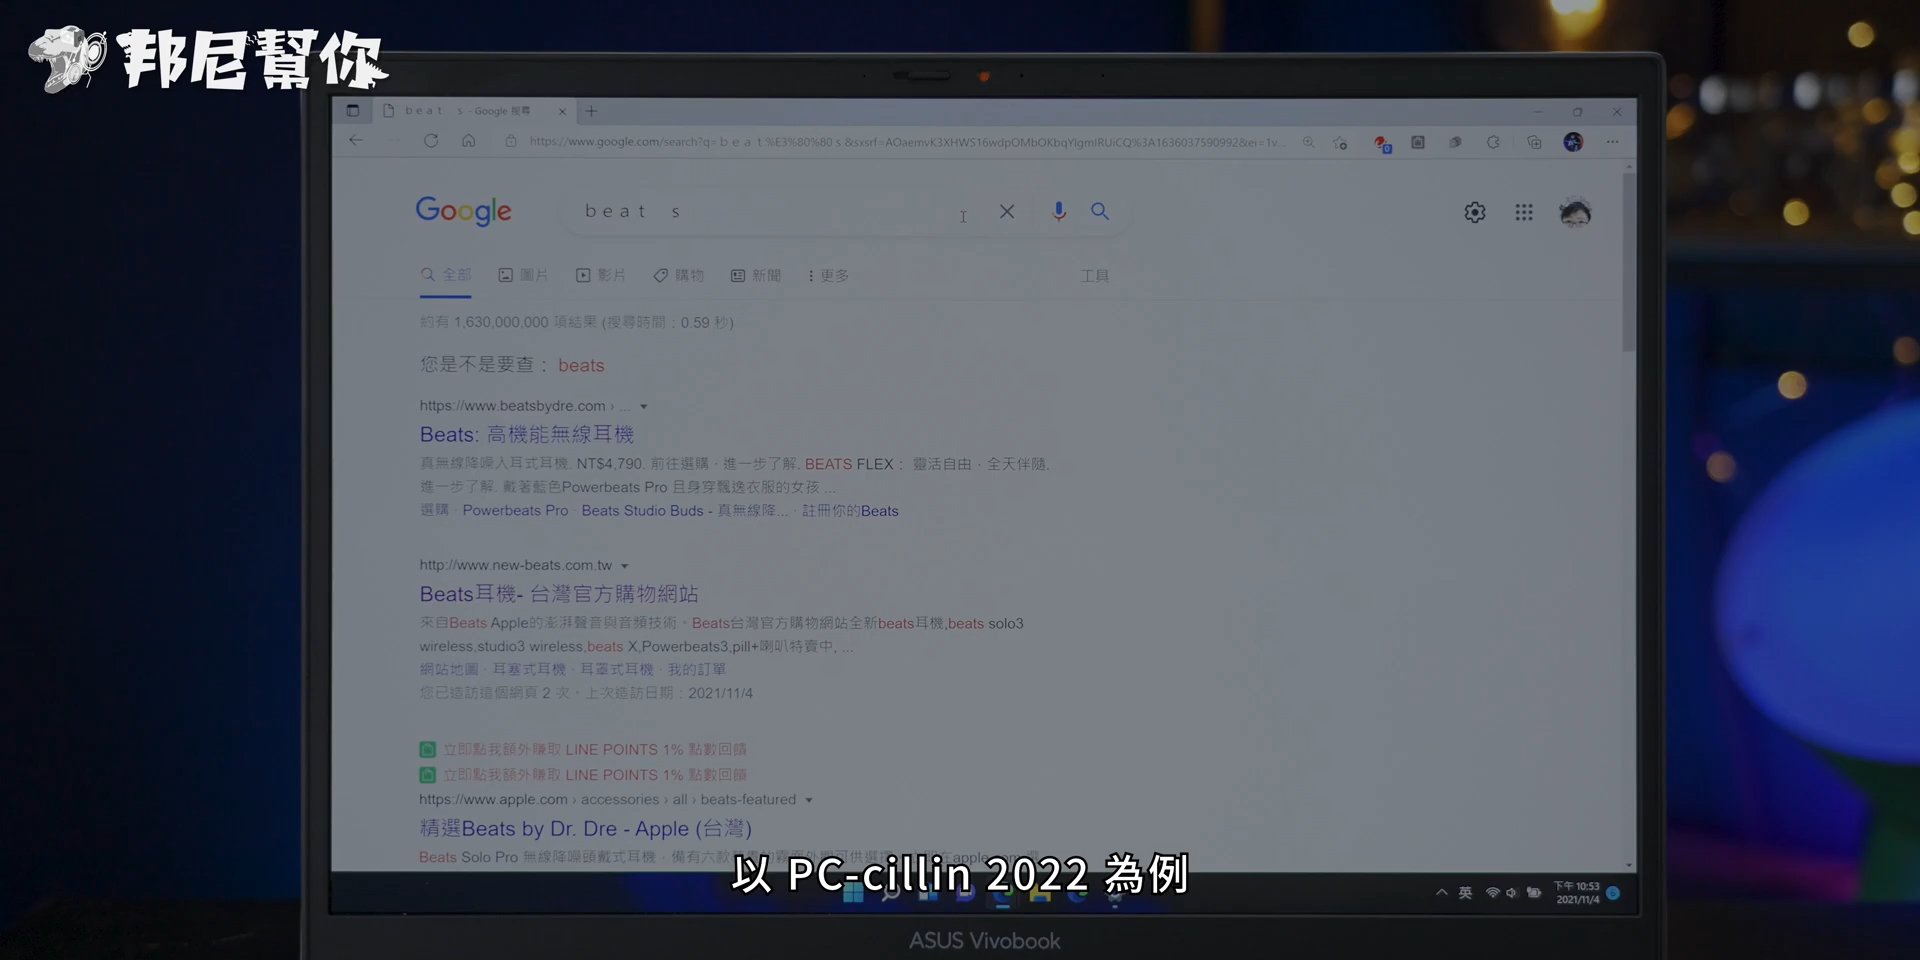 邦尼幫你
beat s - Google 搜尋
https://www.google.com/search?q=ｂｅａｔ%E3%80%80ｓ&sxsrf=AOaemvK3XHWS16wdpOMbOKbqYlgmIRUiCQ%3A1636037590992&ei=1v...
Google
ｂｅａｔ　ｓ
全部 圖片 影片 購物 新聞 更多 工具
約有 1,630,000,000 項結果 (搜尋時間：0.59 秒)
您是不是要查： beats
https://www.beatsbydre.com › ...
Beats: 高機能無線耳機
真無線降噪入耳式耳機. NT$4,790. 前往選購 · 進一步了解. BEATS FLEX： 靈活自由，全天伴隨.
進一步了解. 戴著藍色Powerbeats Pro 且身穿飄逸衣服的女孩 ...
選購 · Powerbeats Pro · Beats Studio Buds - 真無線降... · 註冊你的Beats
http://www.new-beats.com.tw
Beats耳機- 台灣官方購物網站
來自Beats Apple的澎湃聲音與音頻技術。Beats台灣官方購物網站全新beats耳機,beats solo3
wireless,studio3 wireless,beats X,Powerbeats3,pill+喇叭特賣中, ...
網站地圖 · 耳塞式耳機 · 耳罩式耳機 · 我的訂單
您已造訪這個網頁 2 次。上次造訪日期：2021/11/4
立即點我額外賺取 LINE POINTS 1% 點數回饋
立即點我額外賺取 LINE POINTS 1% 點數回饋
https://www.apple.com › accessories › all › beats-featured
精選Beats by Dr. Dre - Apple (台灣)
Beats Solo Pro 無線降噪頭戴式耳機，備有六款
以 PC-cillin 2022 為例
英
下午 10:53
2021/11/4
ASUS Vivobook